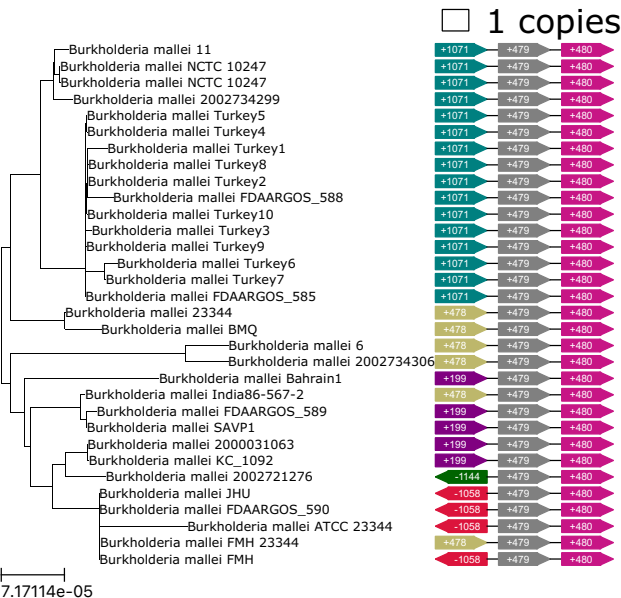 1 copies
Burkholderia mallei 11 +1071 +479 +480
Burkholderia mallei NCTC 10247 +1071 +479 +480
Burkholderia mallei NCTC 10247 +1071 +479 +480
Burkholderia mallei 2002734299 +1071 +479 +480
Burkholderia mallei Turkey5 +1071 +479 +480
Burkholderia mallei Turkey4 +1071 +479 +480
Burkholderia mallei Turkey1 +1071 +479 +480
Burkholderia mallei Turkey8 +1071 +479 +480
Burkholderia mallei Turkey2 +1071 +479 +480
Burkholderia mallei FDAARGOS_588 +1071 +479 +480
Burkholderia mallei Turkey10 +1071 +479 +480
Burkholderia mallei Turkey3 +1071 +479 +480
Burkholderia mallei Turkey9 +1071 +479 +480
Burkholderia mallei Turkey6 +1071 +479 +480
Burkholderia mallei Turkey7 +1071 +479 +480
Burkholderia mallei FDAARGOS_585 +1071 +479 +480
Burkholderia mallei 23344 +478 +479 +480
Burkholderia mallei BMQ +478 +479 +480
Burkholderia mallei 6 +478 +479 +480
Burkholderia mallei 2002734306 +478 +479 +480
Burkholderia mallei Bahrain1 +199 +479 +480
Burkholderia mallei India86-567-2 +478 +479 +480
Burkholderia mallei FDAARGOS_589 +199 +479 +480
Burkholderia mallei SAVP1 +199 +479 +480
Burkholderia mallei 2000031063 +199 +479 +480
Burkholderia mallei KC_1092 +199 +479 +480
Burkholderia mallei 2002721276 -1144 +479 +480
Burkholderia mallei JHU -1058 +479 +480
Burkholderia mallei FDAARGOS_590 -1058 +479 +480
Burkholderia mallei ATCC 23344 -1058 +479 +480
Burkholderia mallei FMH 23344 +478 +479 +480
Burkholderia mallei FMH -1058 +479 +480
7.17114e-05